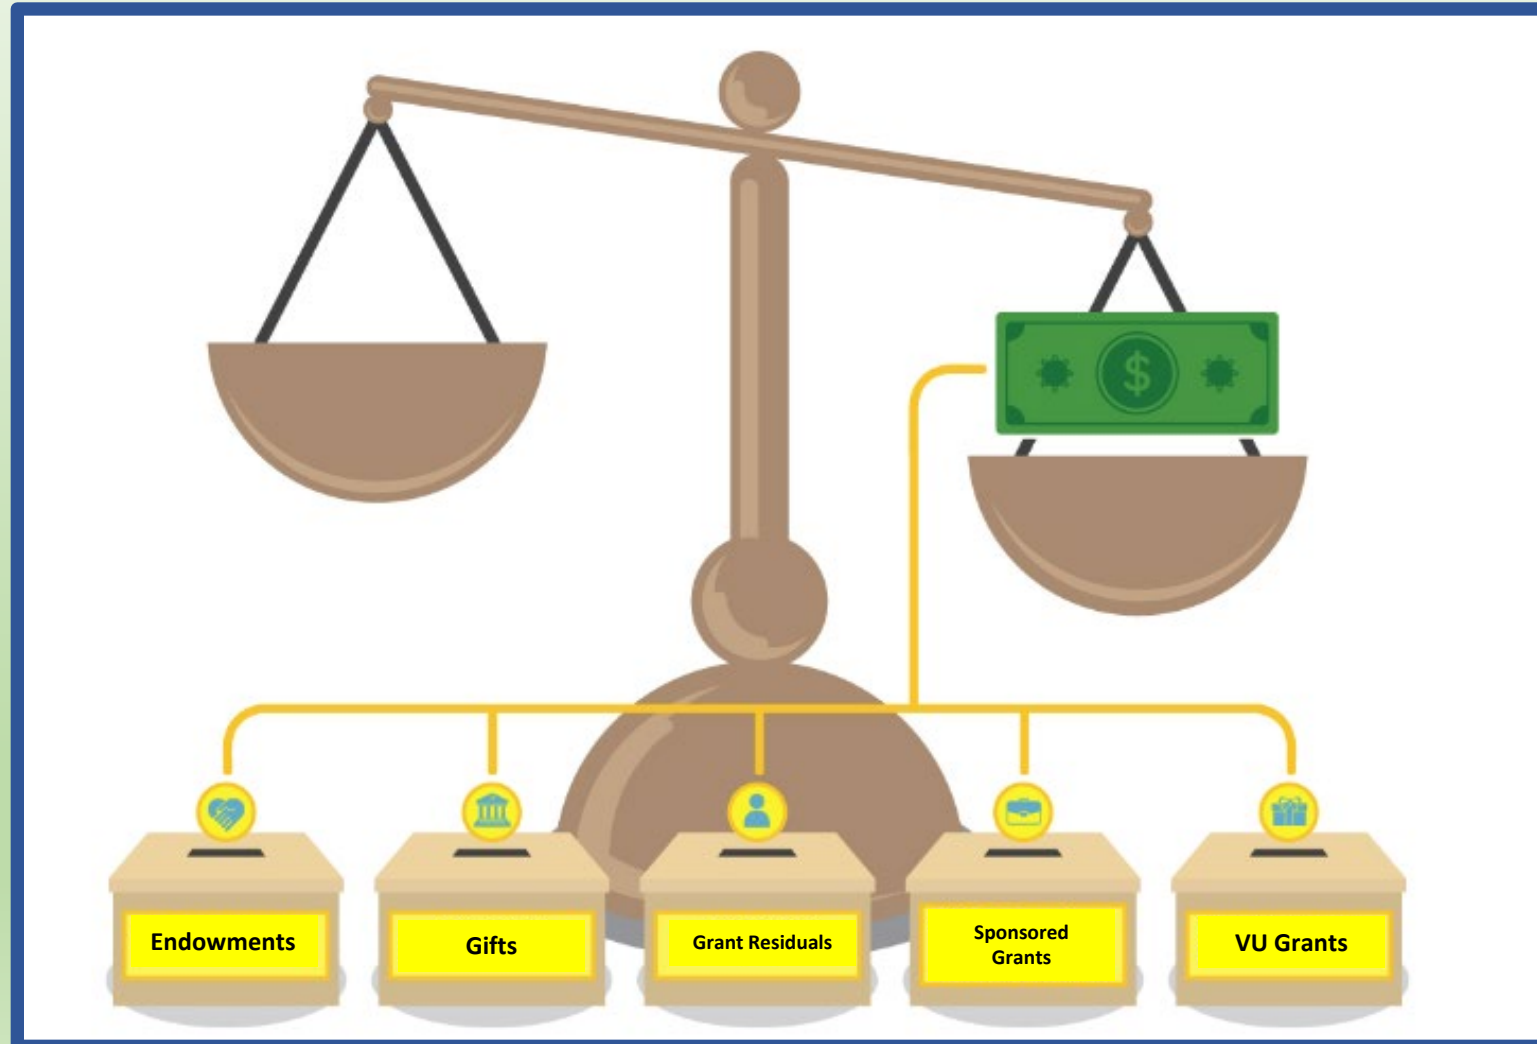 $
Endowments
Gifts
Grant Residuals
Sponsored
Grants
VU Grants